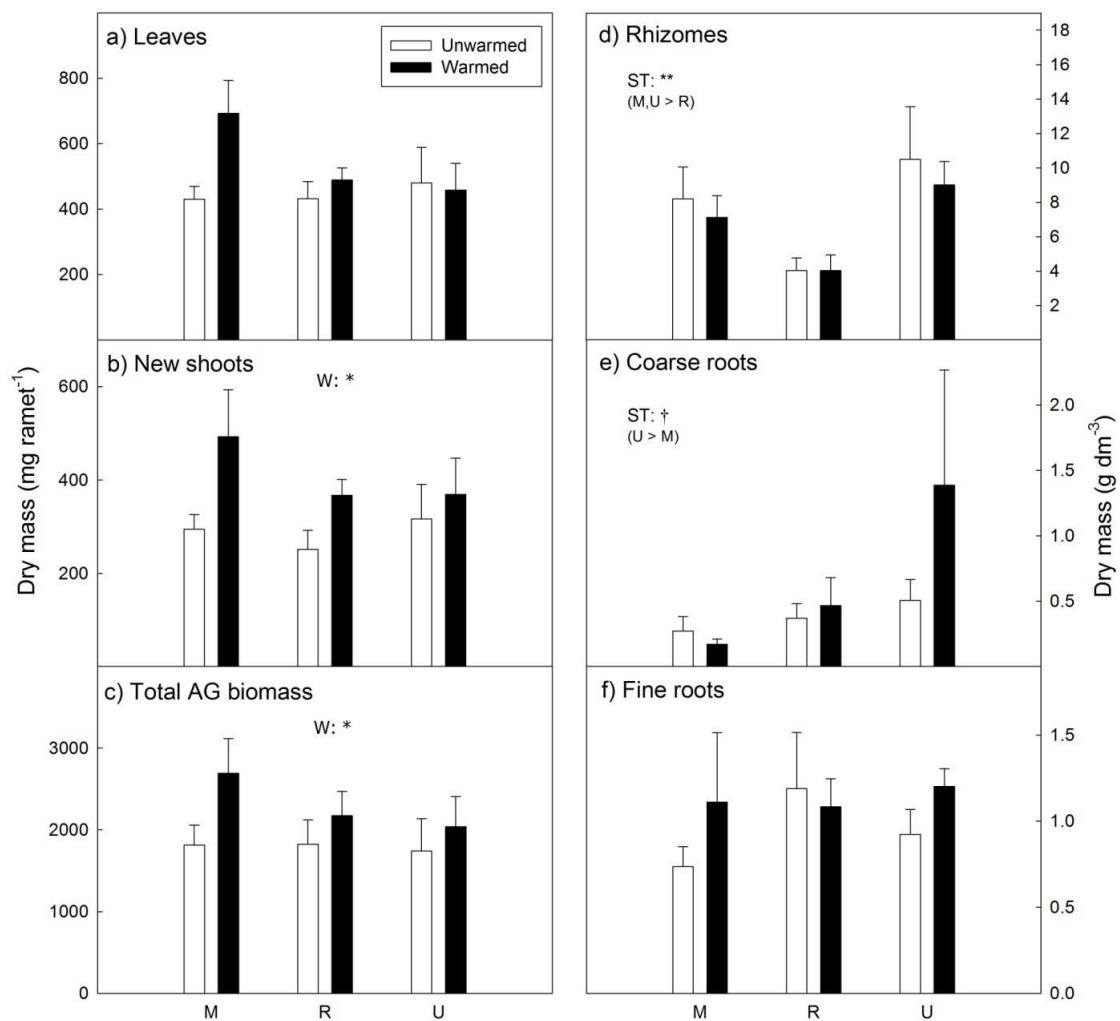 a) Leaves
Unwarmed
Warmed
800
600
400
200
b) New shoots
W: *
600
400
200
c) Total AG biomass
W: *
3000
2000
1000
0
M R U
Dry mass (mg ramet⁻¹)
d) Rhizomes
ST: **
(M,U > R)
18
16
14
12
10
8
6
4
2
e) Coarse roots
ST: †
(U > M)
2.0
1.5
1.0
0.5
f) Fine roots
1.5
1.0
0.5
0.0
M R U
Dry mass (g dm⁻³)